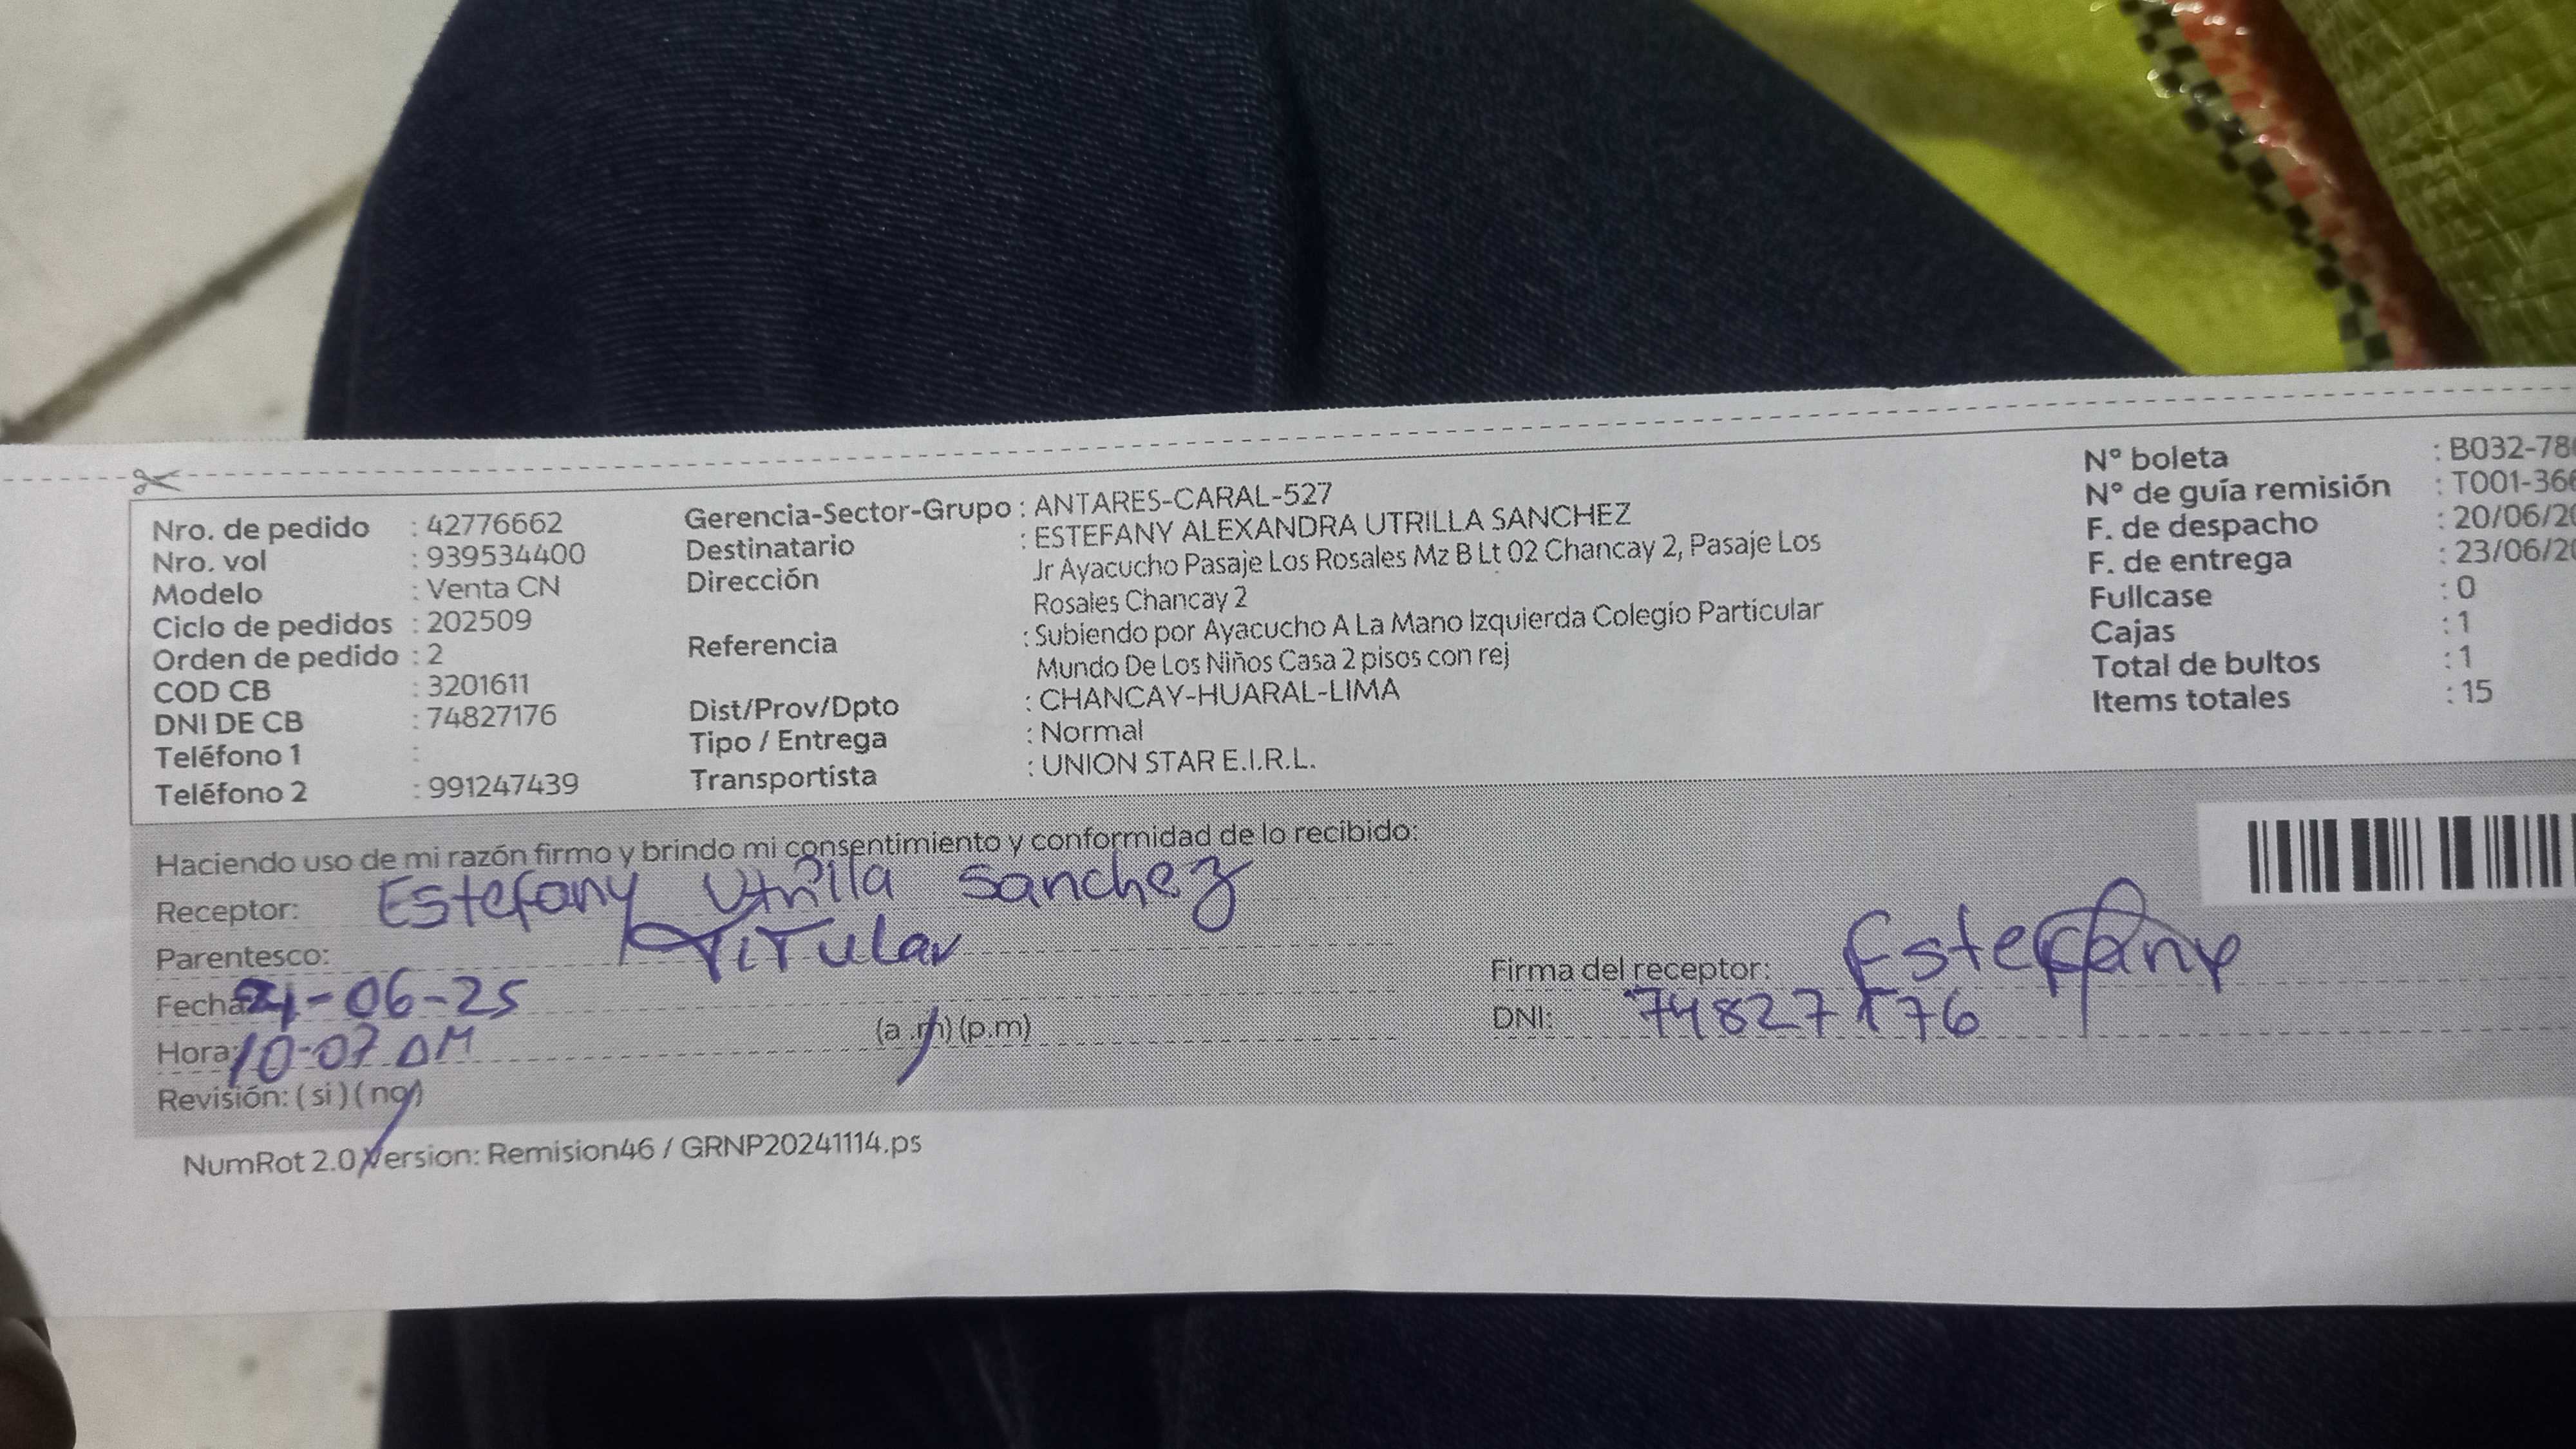 Nro. de pedido : 42776662
Nro. vol : 939534400
Modelo : Venta CN
Ciclo de pedidos : 202509
Orden de pedido : 2
COD CB : 3201611
DNI DE CB : 74827176
Teléfono 1 :
Teléfono 2 : 991247439
Gerencia-Sector-Grupo : ANTARES-CARAL-527
Destinatario : ESTEFANY ALEXANDRA UTRILLA SANCHEZ
Dirección Jr Ayacucho Pasaje Los Rosales Mz B Lt 02 Chancay 2, Pasaje Los
Rosales Chancay 2
Referencia : Subiendo por Ayacucho A La Mano Izquierda Colegio Particular
Mundo De Los Niños Casa 2 pisos con rej
Dist/Prov/Dpto : CHANCAY-HUARAL-LIMA
Tipo / Entrega : Normal
Transportista : UNION STAR E.I.R.L.
Nº boleta : B032-78
Nº de guía remisión : T001-366
F. de despacho : 20/06/20
F. de entrega : 23/06/20
Fullcase : 0
Cajas : 1
Total de bultos : 1
Items totales : 15
Haciendo uso de mi razón firmo y brindo mi consentimiento y conformidad de lo recibido:
Receptor: Estefany Utrilla Sanchez
Parentesco: TiTular
Fecha: 21-06-25
Hora: 10-07 AM (a.m) (p.m)
Revisión: (si) (no)
Firma del receptor: Estefany
DNI: 74827176
NumRot 2.0 Version: Remision46 / GRNP20241114.ps